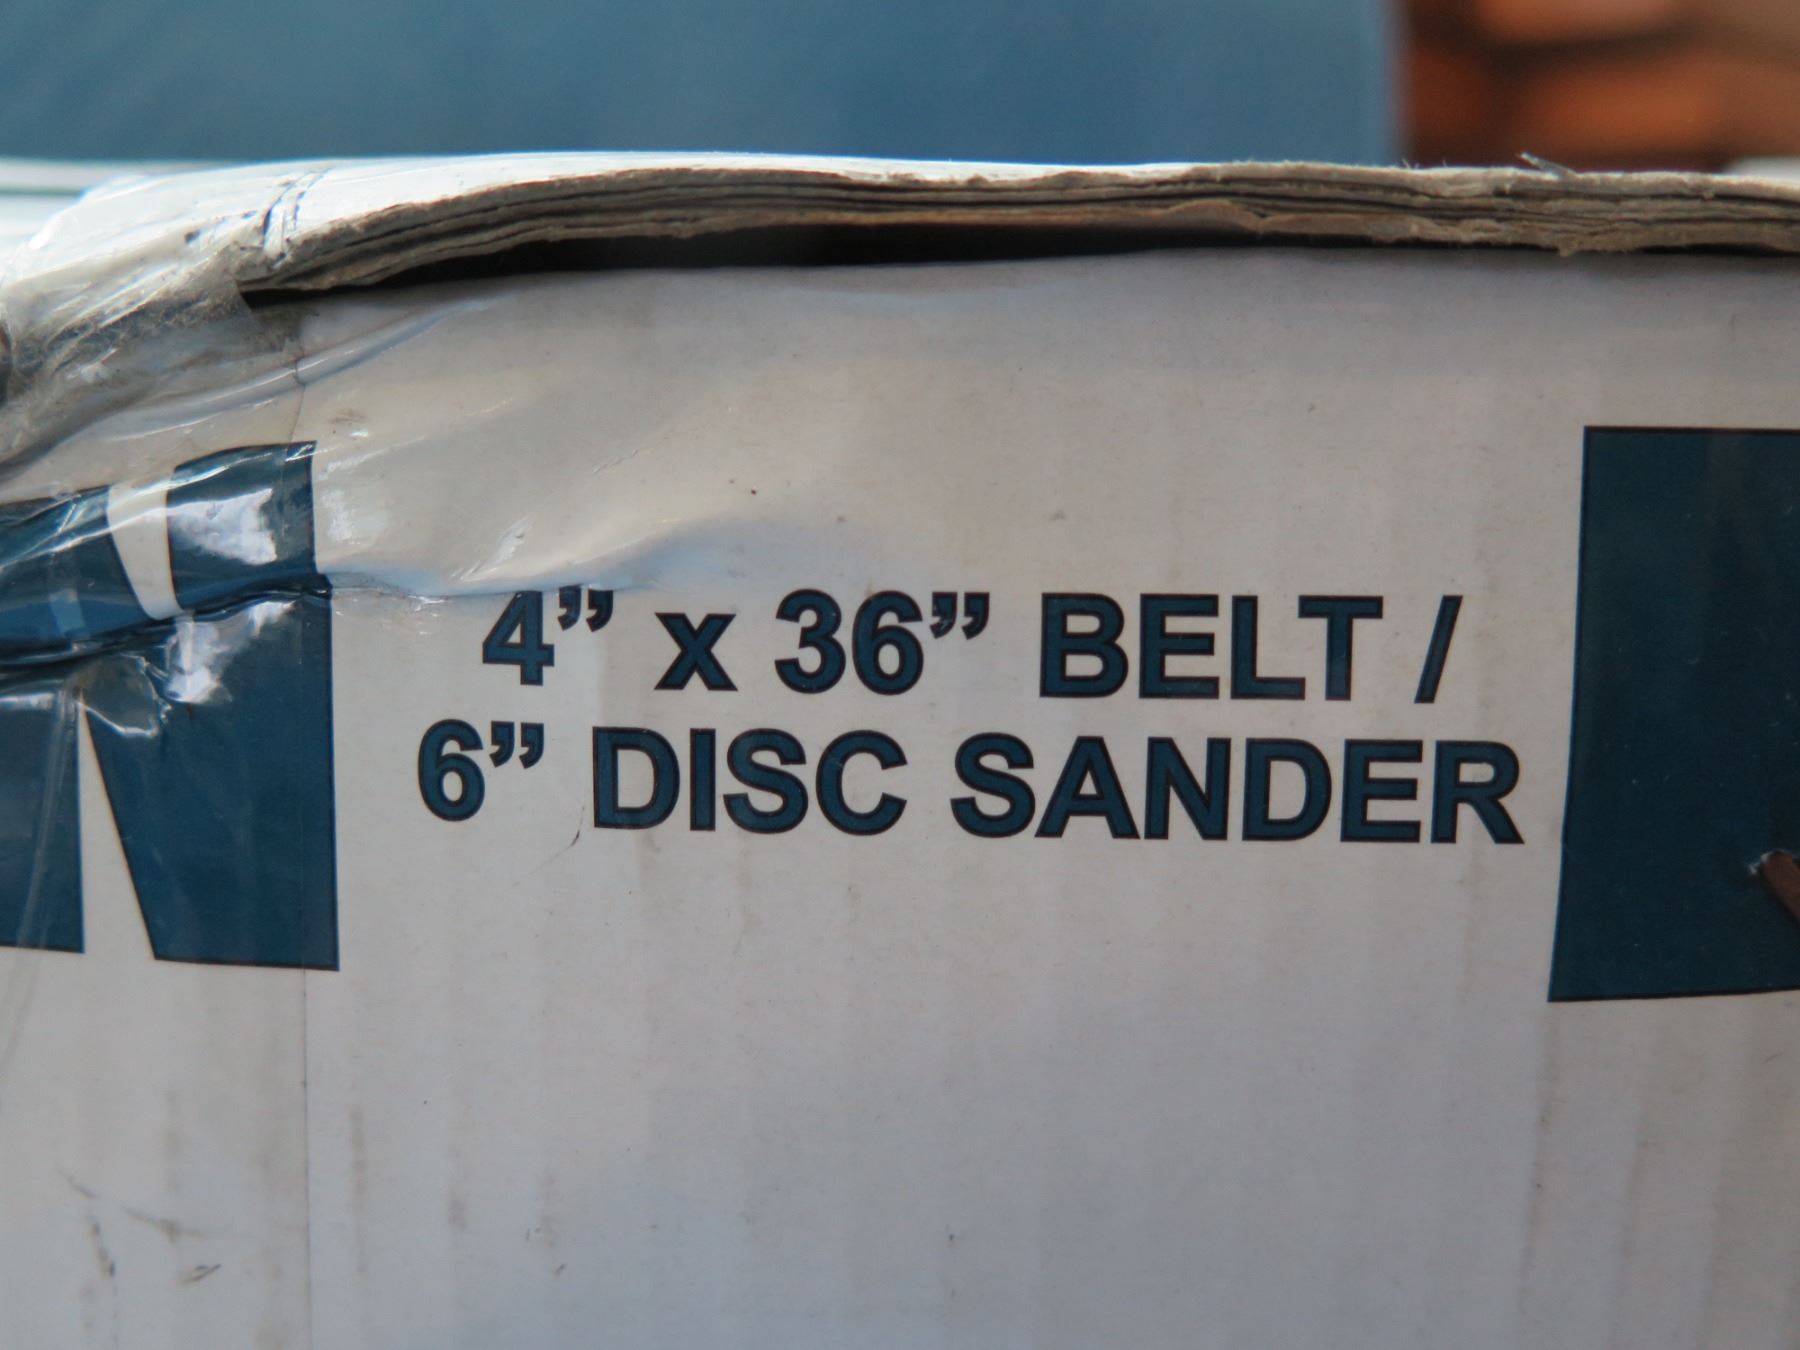 4” x 36” BELT /
6” DISC SANDER